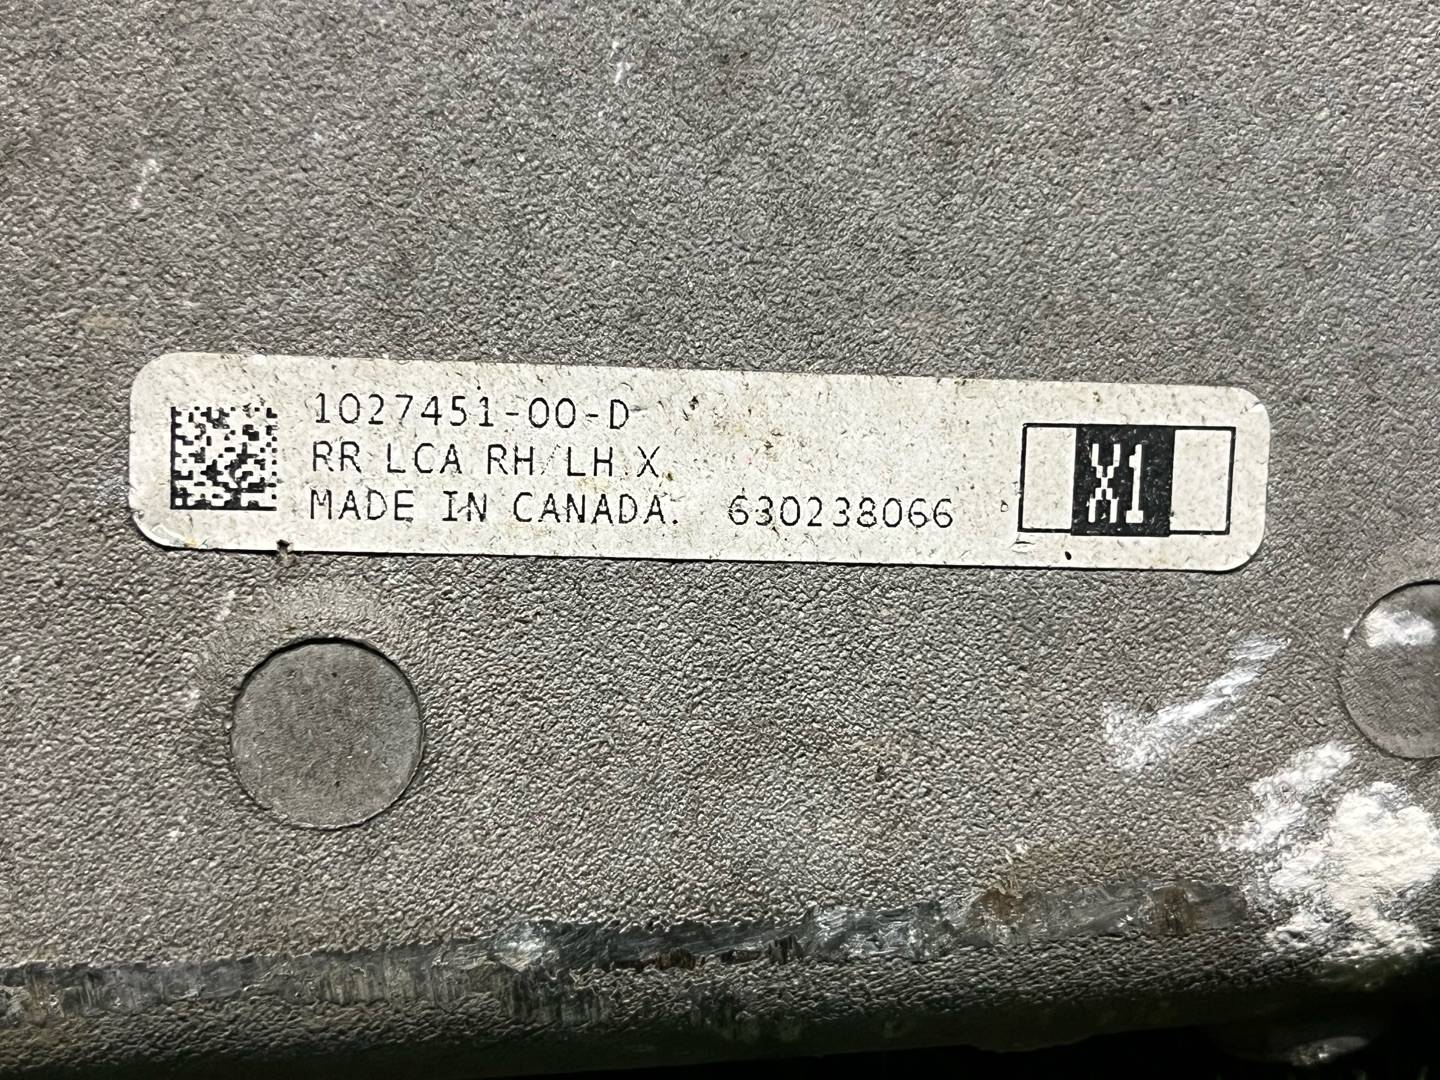 1027451-00-D
RR LCA RH/LH X
MADE IN CANADA. 630238066
X1